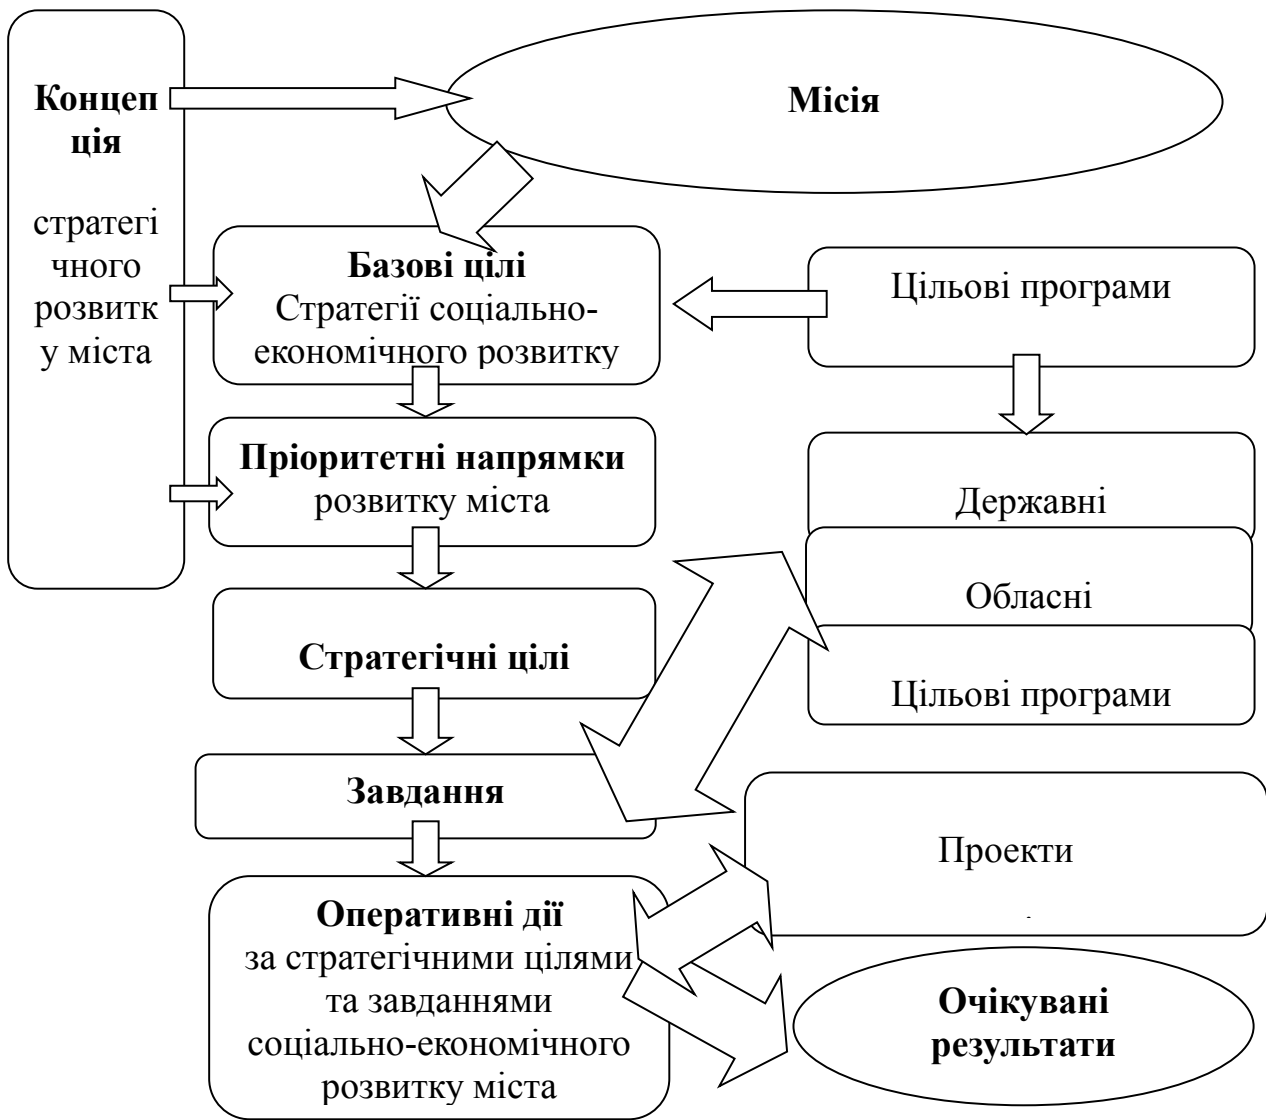 Концеп
ція
стратегі
чного
розвитк
у міста
Місія
Базові цілі
Стратегії соціально-
економічного розвитку
Цільові програми
Пріоритетні напрямки
розвитку міста
Державні
Обласні
Цільові програми
Стратегічні цілі
Завдання
Проекти
Оперативні дії
за стратегічними цілями
та завданнями
соціально-економічного
розвитку міста
Очікувані
результати